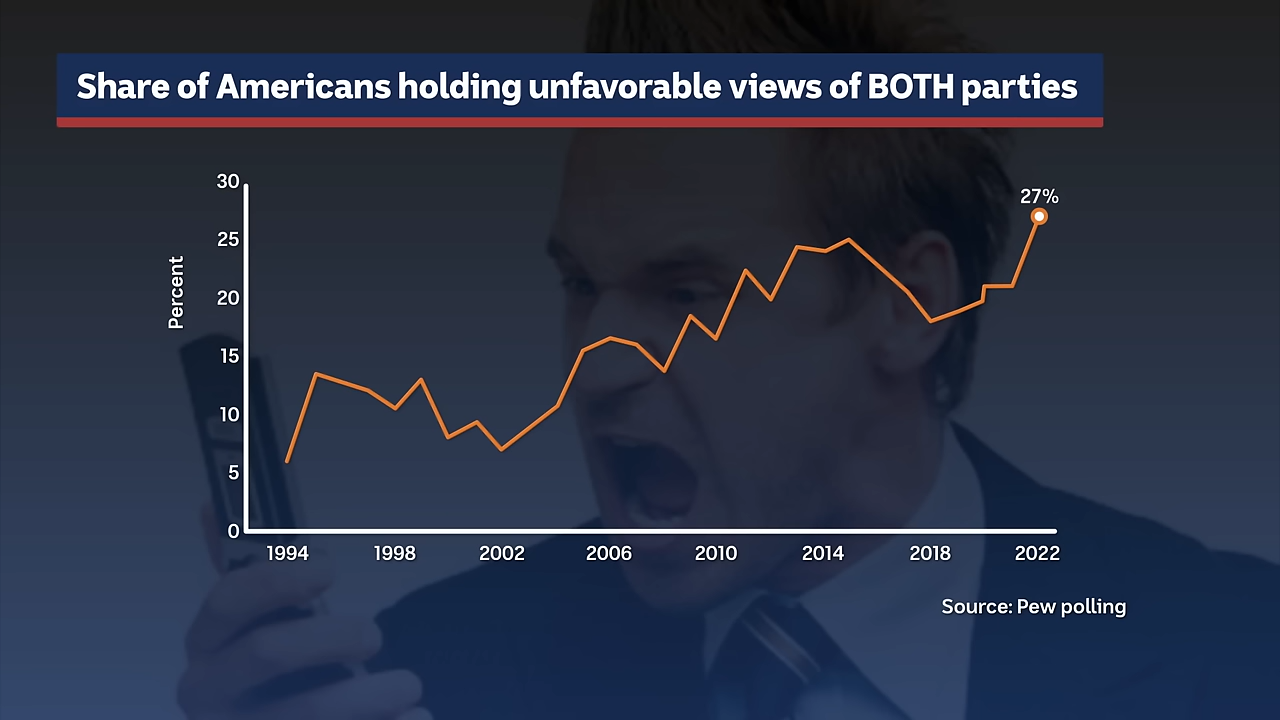 Share of Americans holding unfavorable views of BOTH parties
30
27%
25
Percent
20
15
10
5
0
1994 1998 2002 2006 2010 2014 2018 2022
Source: Pew polling